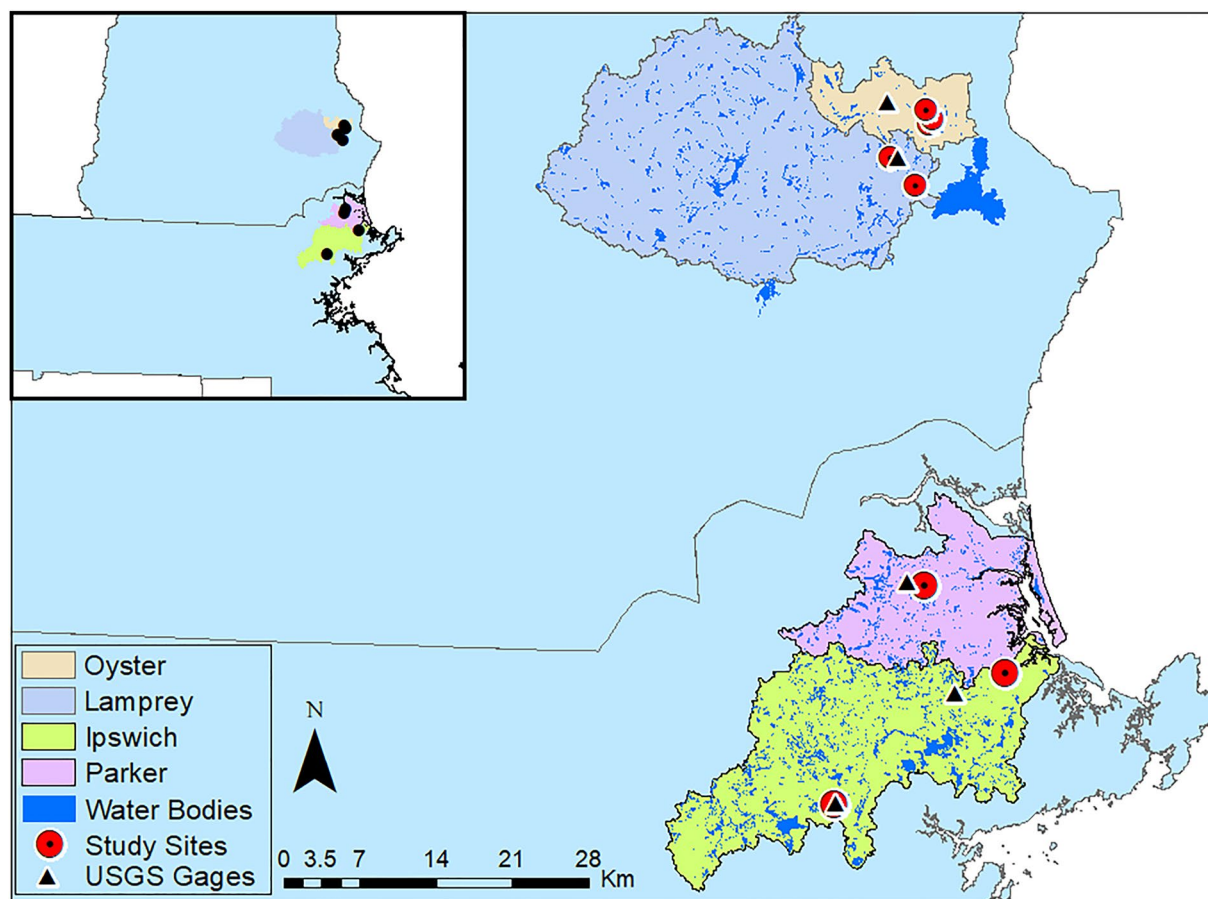 Oyster
Lamprey
Ipswich
Parker
Water Bodies
Study Sites
USGS Gages
N
0 3.5 7 14 21 28
Km